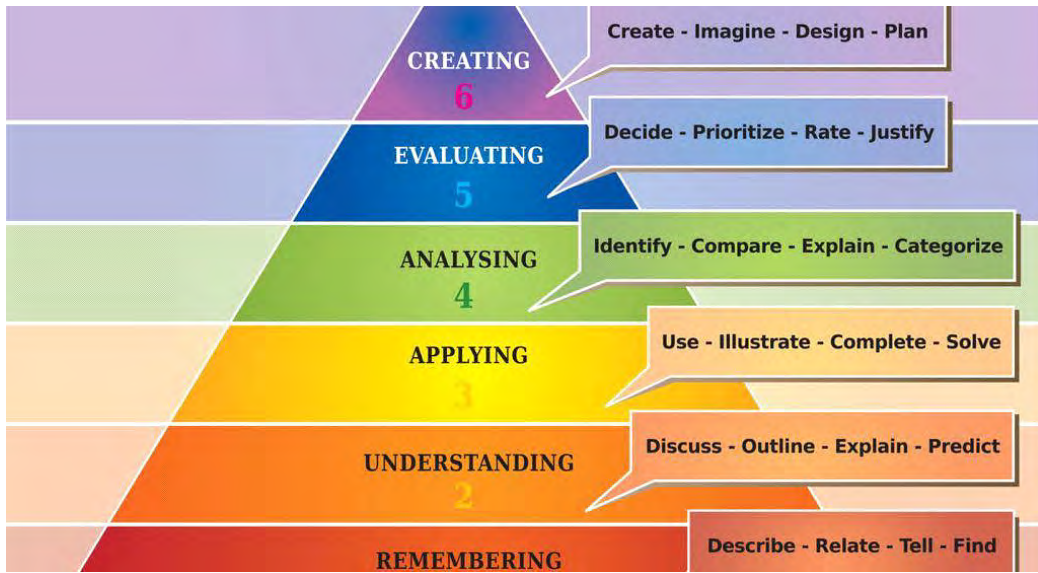 Create - Imagine - Design - Plan
CREATING
6
Decide - Prioritize - Rate - Justify
EVALUATING
5
Identify - Compare - Explain - Categorize
ANALYSING
4
Use - Illustrate - Complete - Solve
APPLYING
3
Discuss - Outline - Explain - Predict
UNDERSTANDING
2
Describe - Relate - Tell - Find
REMEMBERING